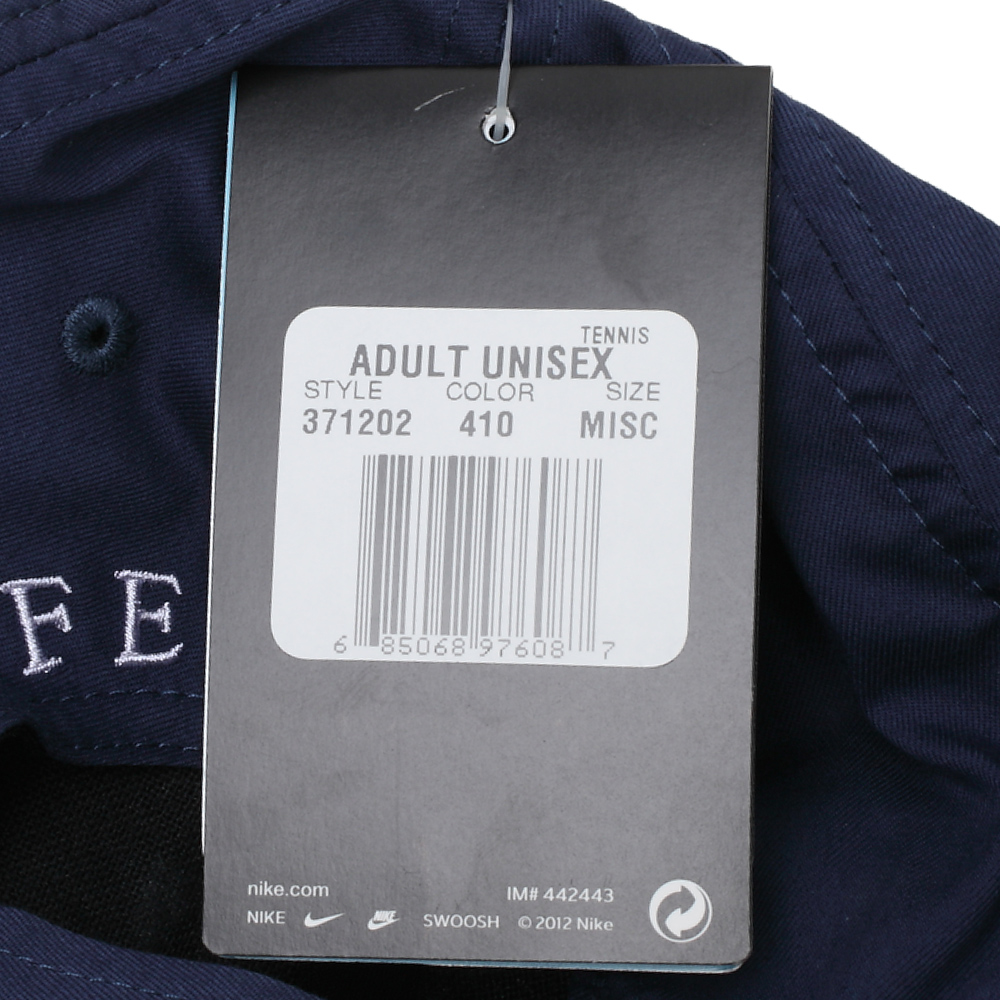 TENNIS
ADULT UNISEX
STYLE COLOR SIZE
371202 410 MISC
6 85068 97608 7
F E
nike.com
IM# 442443
NIKE NIKE SWOOSH © 2012 Nike